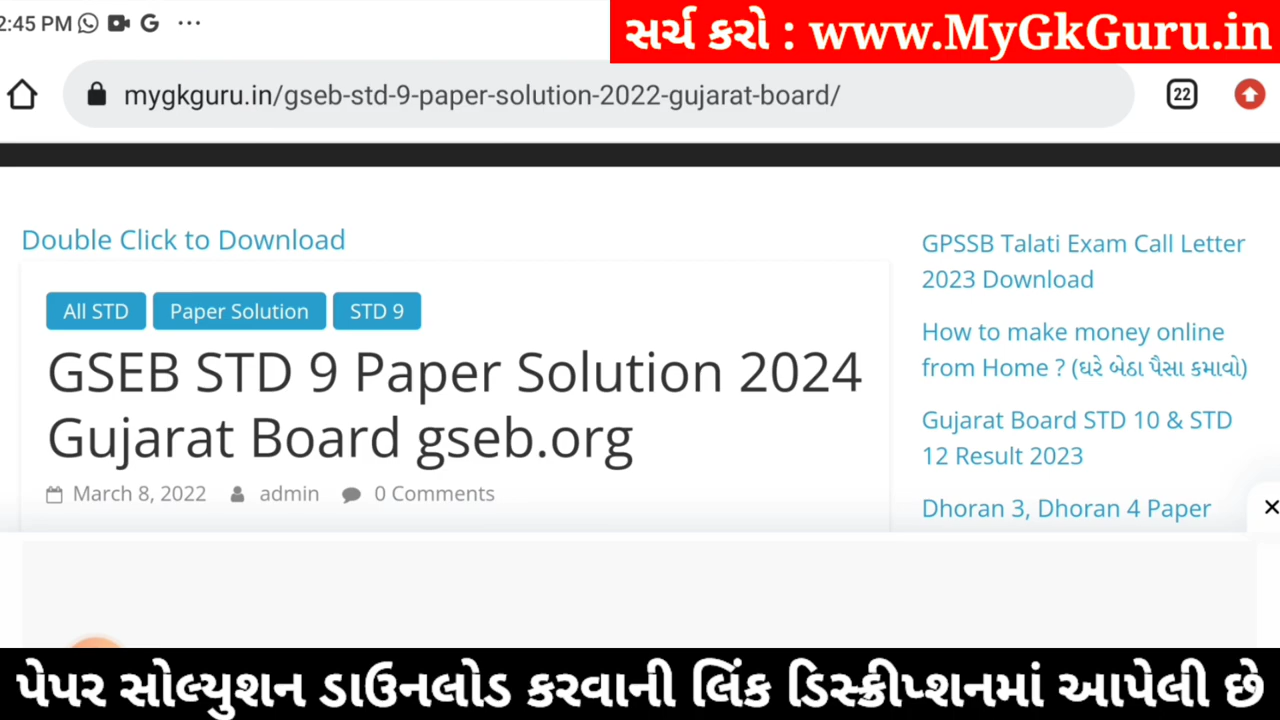 2:45 PM
સર્ચ કરો : www.MyGkGuru.in
mygkguru.in/gseb-std-9-paper-solution-2022-gujarat-board/
22
Double Click to Download
All STD
Paper Solution
STD 9
GSEB STD 9 Paper Solution 2024
Gujarat Board gseb.org
March 8, 2022
admin
0 Comments
GPSSB Talati Exam Call Letter
2023 Download
How to make money online
from Home ? (ઘરે બેઠા પૈસા કમાવો)
Gujarat Board STD 10 & STD
12 Result 2023
Dhoran 3, Dhoran 4 Paper
પેપર સોલ્યુશન ડાઉનલોડ કરવાની લિંક ડિસ્ક્રીપ્શનમાં આપેલી છે